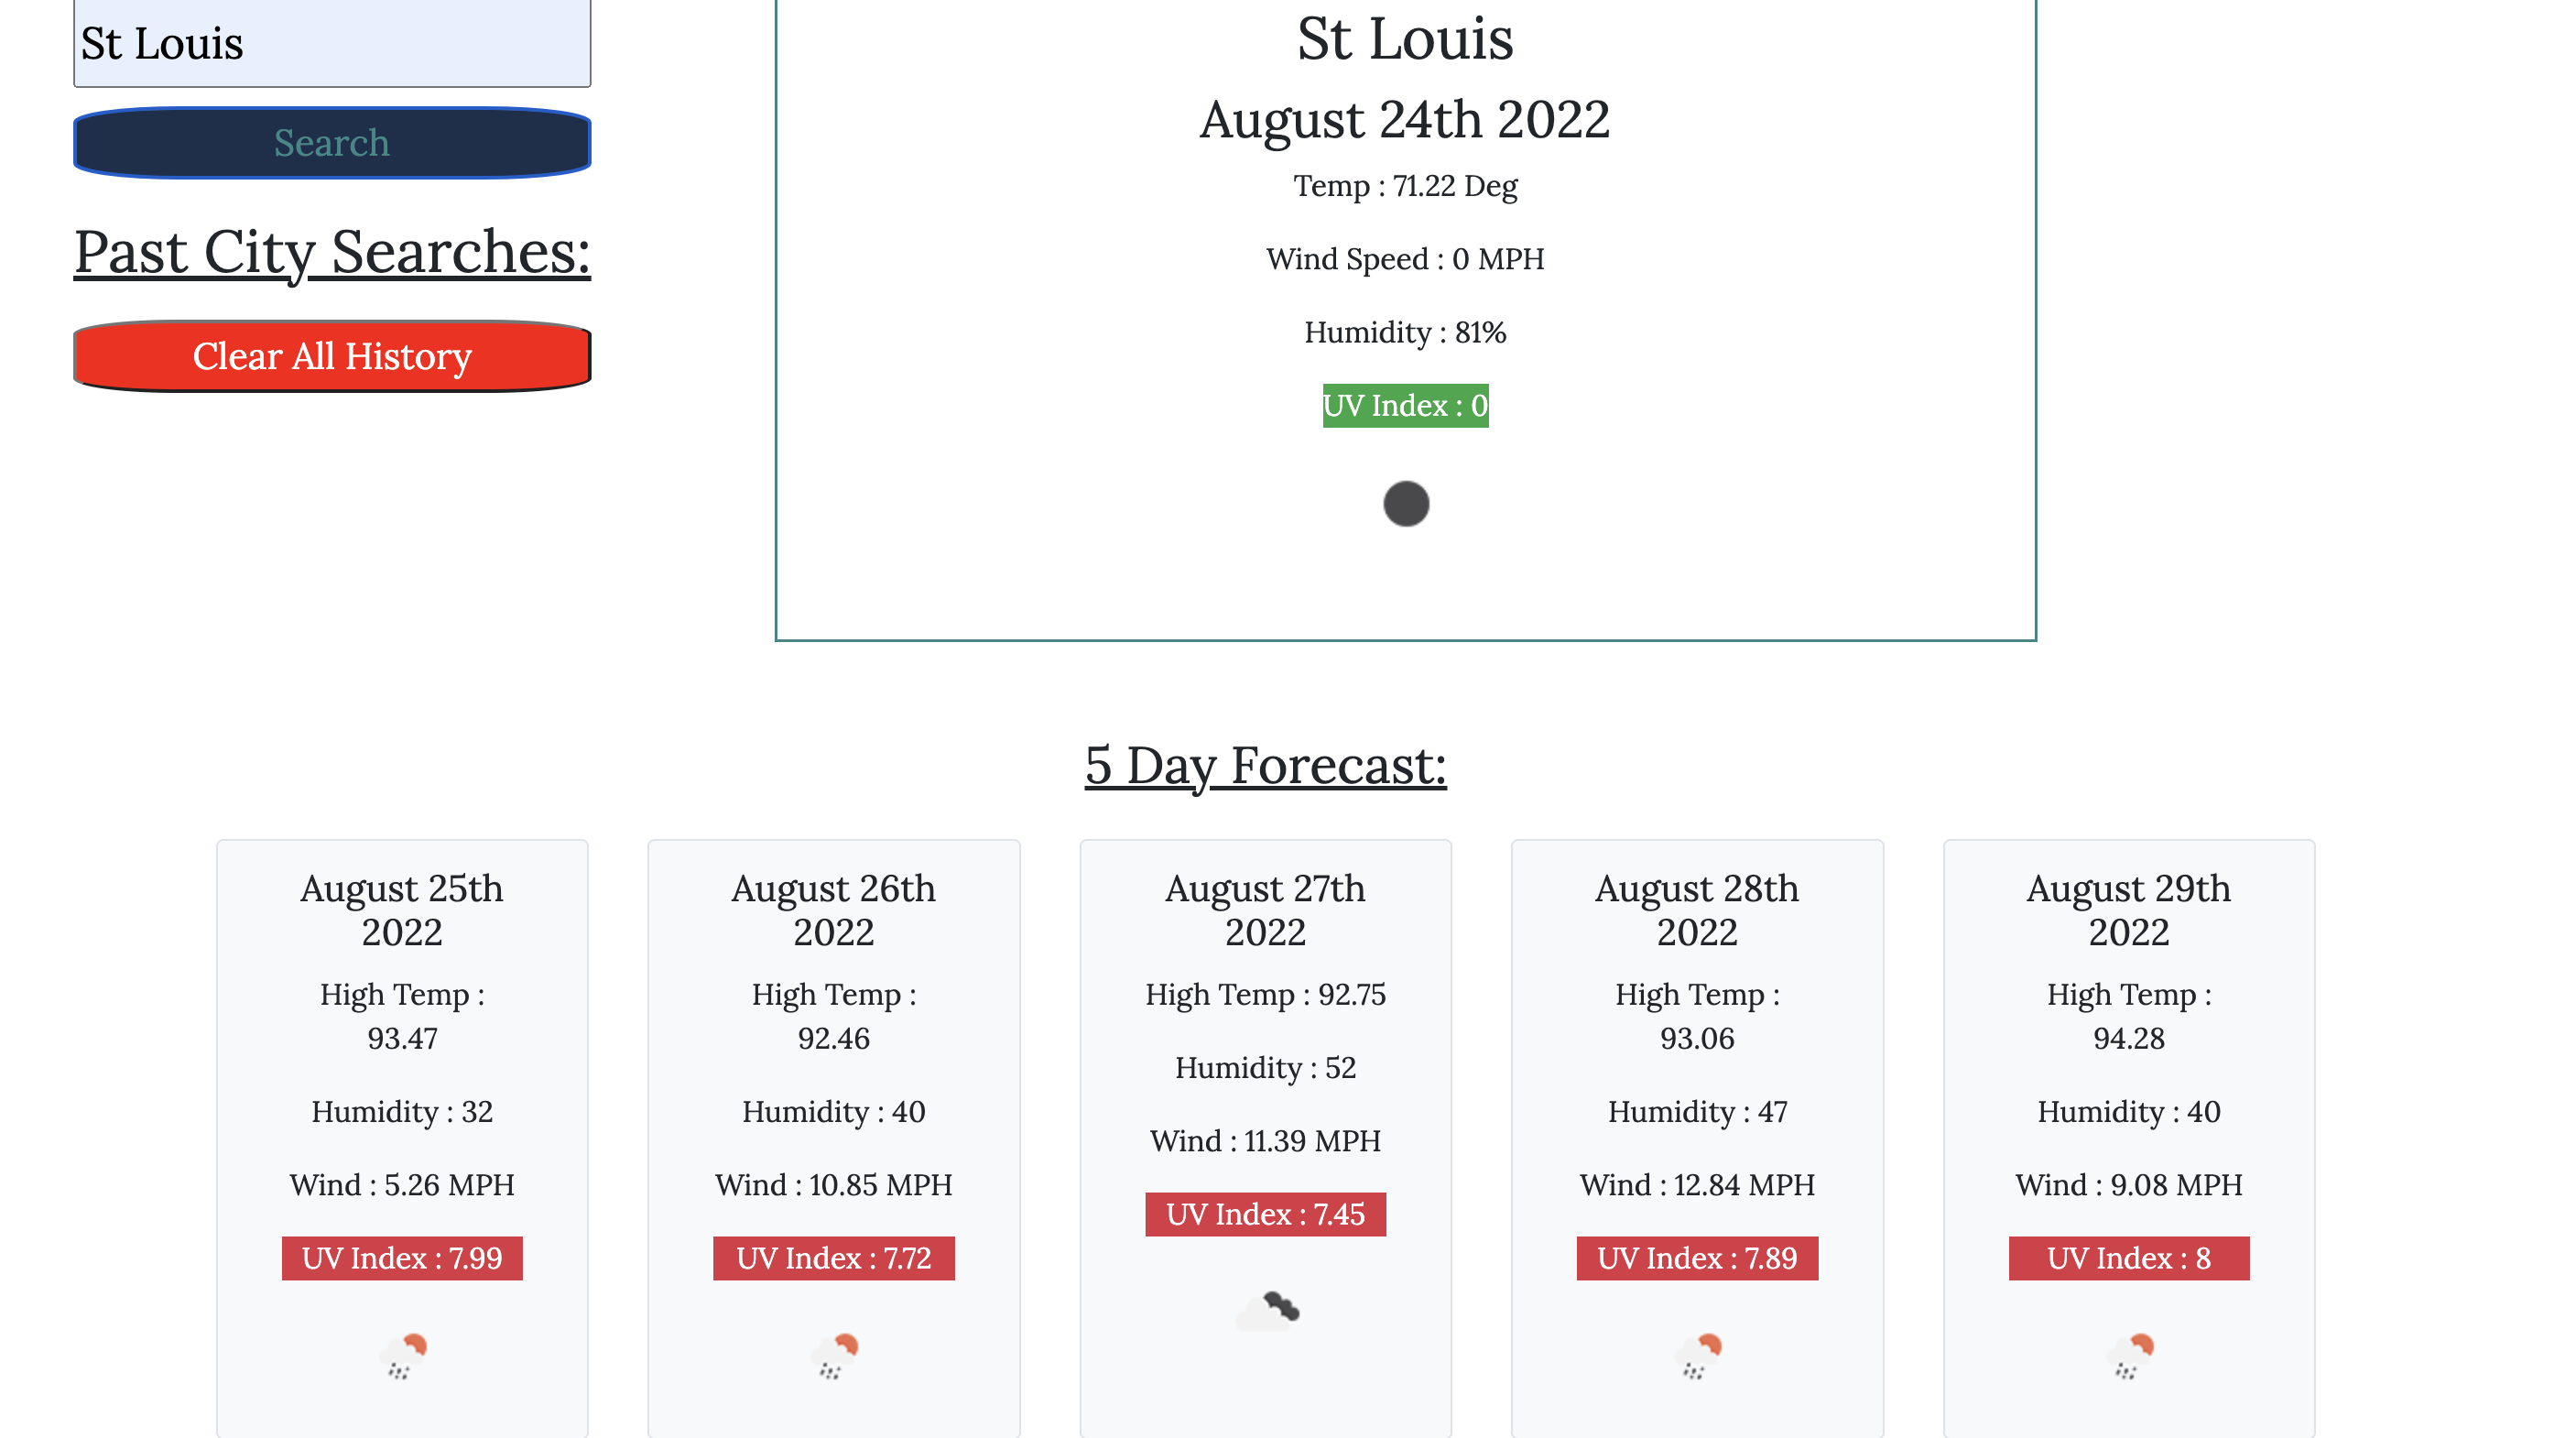 St Louis
Search
Past City Searches:
Clear All History
St Louis
August 24th 2022
Temp : 71.22 Deg
Wind Speed : 0 MPH
Humidity : 81%
UV Index : 0
5 Day Forecast:
August 25th
2022
High Temp :
93.47
Humidity : 32
Wind : 5.26 MPH
UV Index : 7.99
August 26th
2022
High Temp :
92.46
Humidity : 40
Wind : 10.85 MPH
UV Index : 7.72
August 27th
2022
High Temp : 92.75
Humidity : 52
Wind : 11.39 MPH
UV Index : 7.45
August 28th
2022
High Temp :
93.06
Humidity : 47
Wind : 12.84 MPH
UV Index : 7.89
August 29th
2022
High Temp :
94.28
Humidity : 40
Wind : 9.08 MPH
UV Index : 8